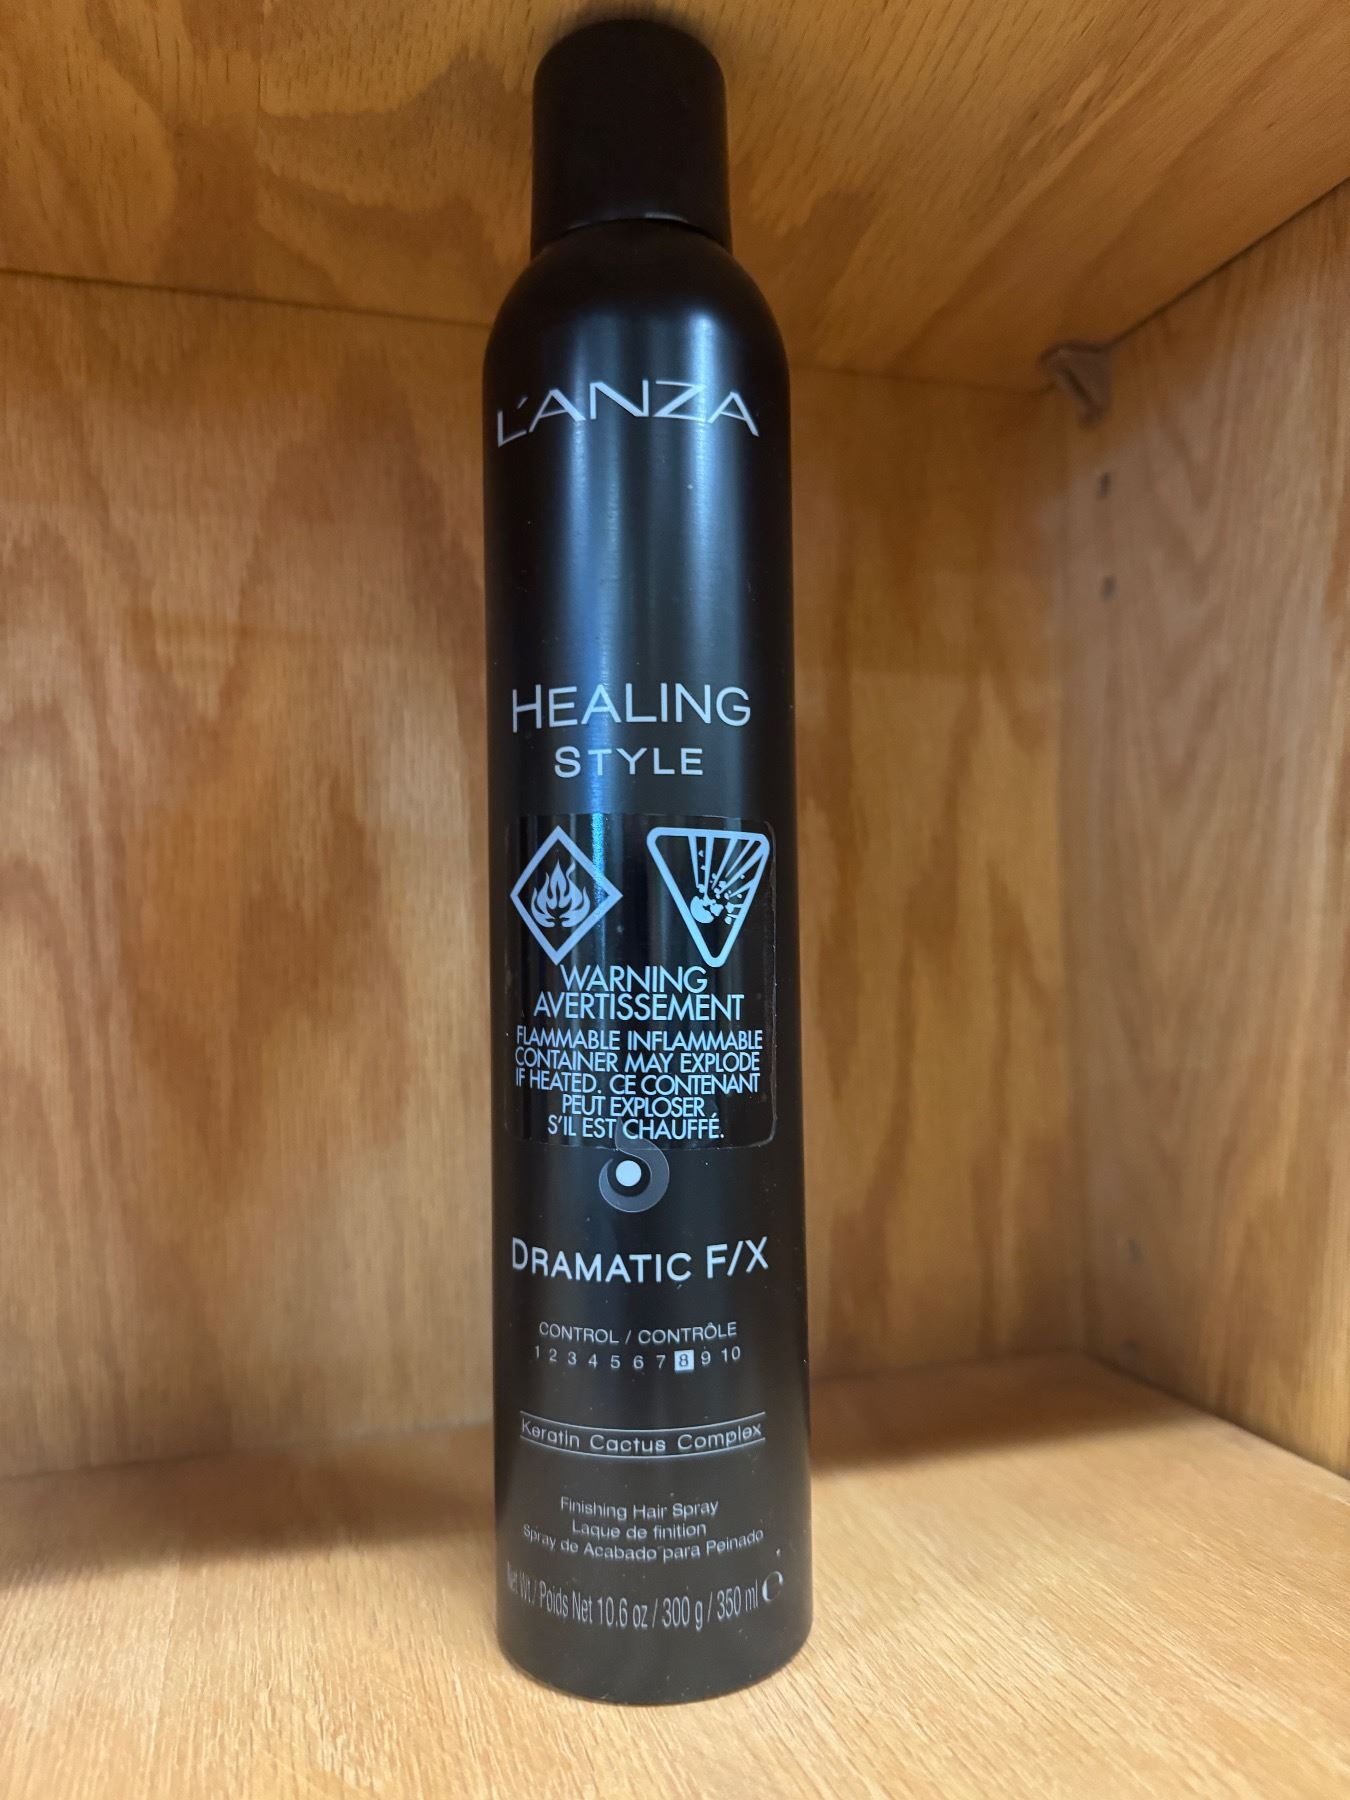 L'ANZA
HEALING
STYLE
WARNING
AVERTISSEMENT
FLAMMABLE INFLAMMABLE
CONTAINER MAY EXPLODE
IF HEATED. CE CONTENANT
PEUT EXPLOSER
S'IL EST CHAUFFÉ.
DRAMATIC F/X
CONTROL / CONTRÔLE
1 2 3 4 5 6 7 8 9 10
Keratin Cactus Complex
Finishing Hair Spray
Laque de finition
Spray de Acabado para Peinado
Net Wt./ Poids Net 10.6 oz / 300 g / 350 ml ℮